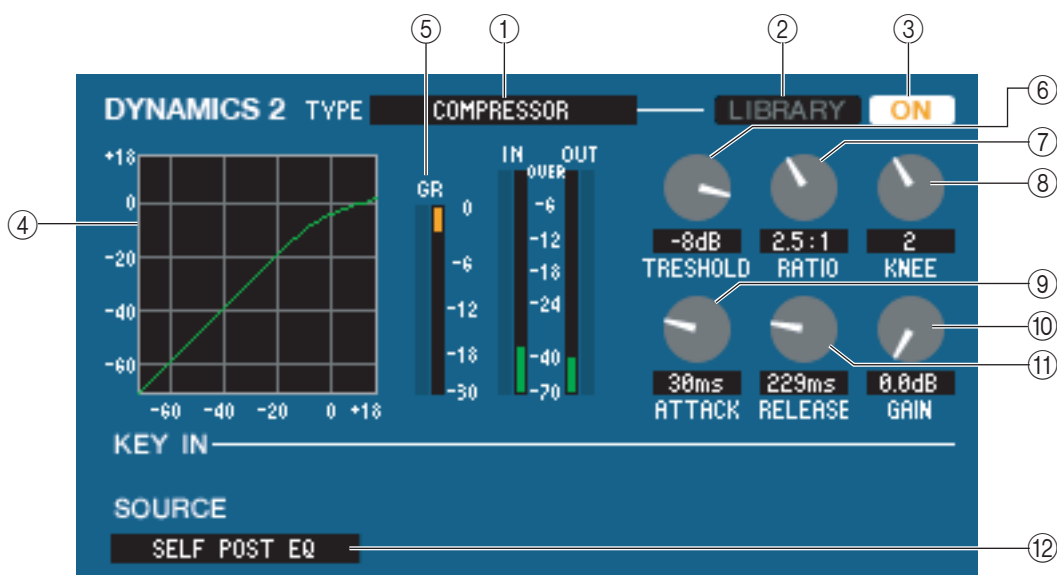 ⑤ ① ② ③
DYNAMICS 2 TYPE COMPRESSOR LIBRARY ON
⑥
⑦
⑧
④
+18
0
-20
-40
-60
-60 -40 -20 0 +18
GR
0
-6
-12
-18
-30
IN OUT
OVER
-6
-12
-18
-24
-40
-70
-8dB 2.5:1 2
TRESHOLD RATIO KNEE
⑨
⑩
⑪
30ms 229ms 0.0dB
ATTACK RELEASE GAIN
KEY IN
SOURCE
SELF POST EQ
⑫